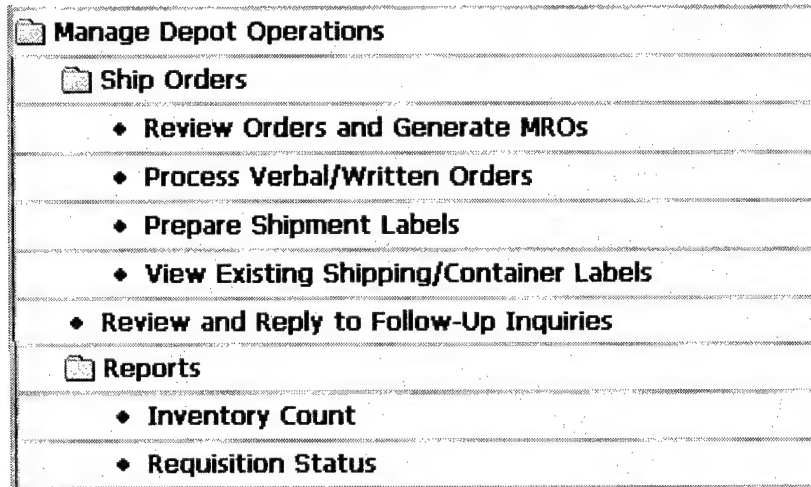 Manage Depot Operations
Ship Orders
Review Orders and Generate MROs
Process Verbal/Written Orders
Prepare Shipment Labels
View Existing Shipping/Container Labels
Review and Reply to Follow-Up Inquiries
Reports
Inventory Count
Requisition Status